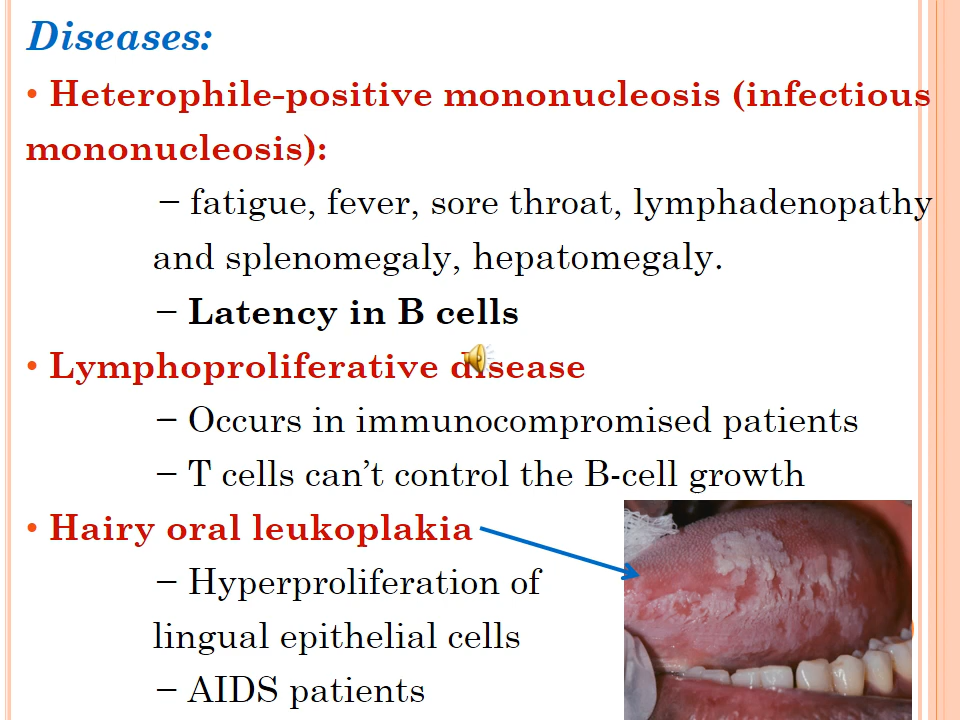 Diseases:
• Heterophile-positive mononucleosis (infectious
mononucleosis):
− fatigue, fever, sore throat, lymphadenopathy
and splenomegaly, hepatomegaly.
− Latency in B cells
• Lymphoproliferative disease
− Occurs in immunocompromised patients
− T cells can’t control the B-cell growth
• Hairy oral leukoplakia
− Hyperproliferation of
lingual epithelial cells
− AIDS patients